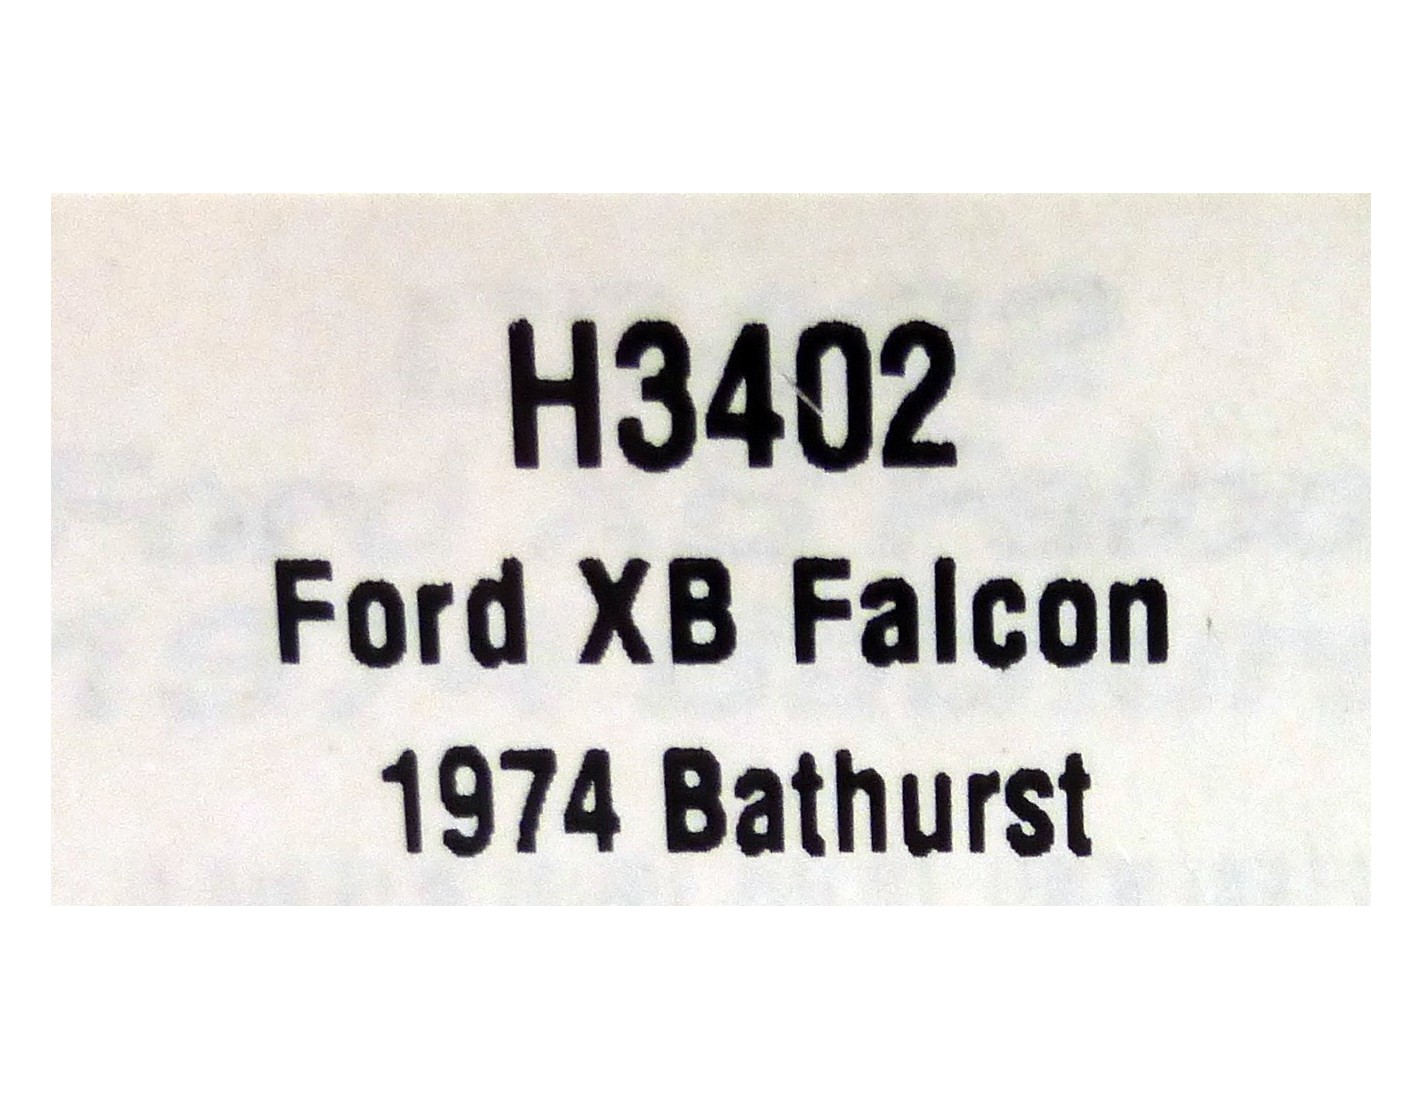 H3402
Ford XB Falcon
1974 Bathurst